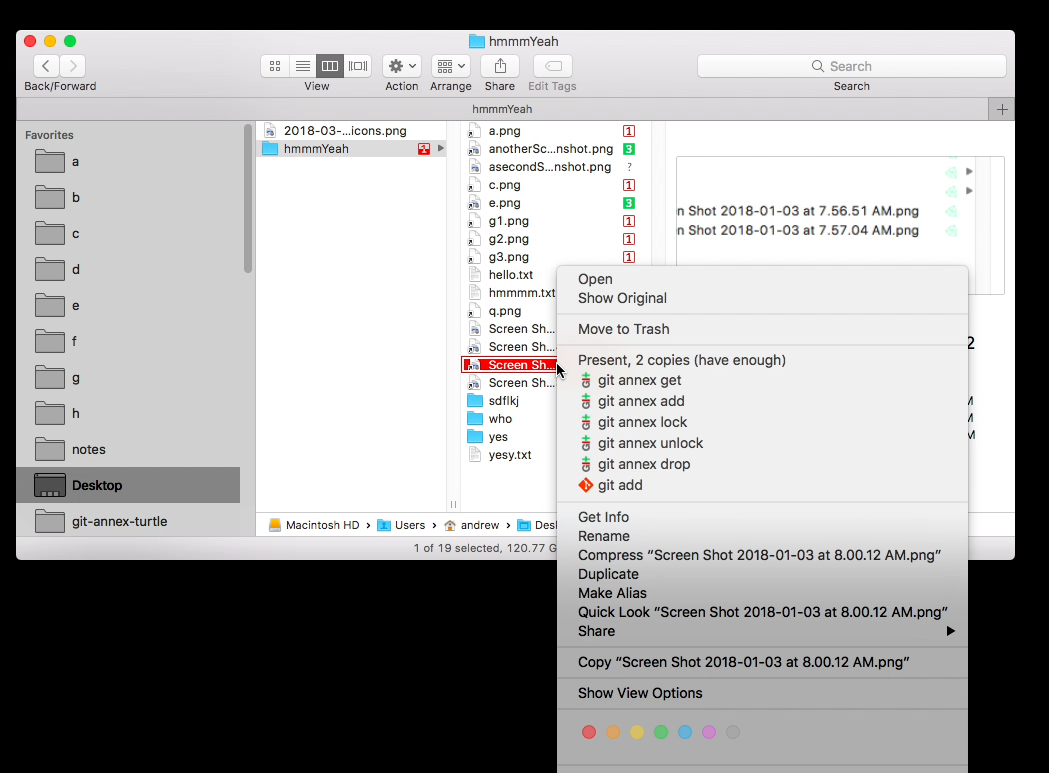 hmmmYeah
Back/Forward
View
Action
Arrange
Share
Edit Tags
Search
Search
hmmmYeah
Favorites
a
b
c
d
e
f
g
h
notes
Desktop
git-annex-turtle
2018-03-...icons.png
hmmmYeah 1
a.png 1
anotherSc...nshot.png 3
asecondS...nshot.png ?
c.png 1
e.png 3
g1.png 1
g2.png 1
g3.png 1
hello.txt
hmmmm.txt
q.png
Screen Sh...
Screen Sh...
Screen Sh...
Screen Sh...
sdflkj
who
yes
yesy.txt
n Shot 2018-01-03 at 7.56.51 AM.png
n Shot 2018-01-03 at 7.57.04 AM.png
2
M
M
M
Open
Show Original
Move to Trash
Present, 2 copies (have enough)
git annex get
git annex add
git annex lock
git annex unlock
git annex drop
git add
Get Info
Rename
Compress “Screen Shot 2018-01-03 at 8.00.12 AM.png”
Duplicate
Make Alias
Quick Look “Screen Shot 2018-01-03 at 8.00.12 AM.png”
Share
Copy “Screen Shot 2018-01-03 at 8.00.12 AM.png”
Show View Options
Macintosh HD › Users › andrew › Desk
1 of 19 selected, 120.77 G